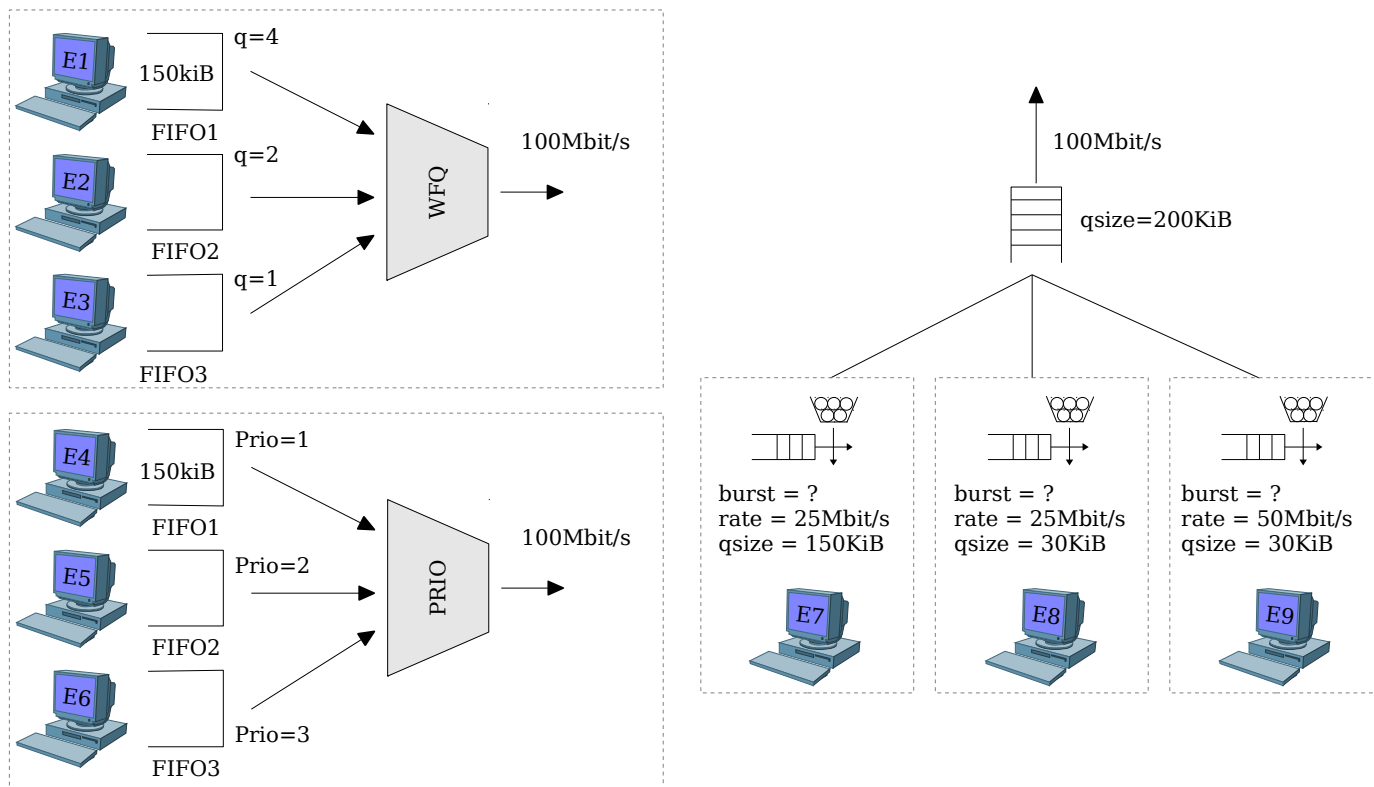 E1
150kiB
q=4
FIFO1
E2
q=2
FIFO2
E3
q=1
FIFO3
WFQ
100Mbit/s
E4
150kiB
Prio=1
FIFO1
E5
Prio=2
FIFO2
E6
Prio=3
FIFO3
PRIO
100Mbit/s
100Mbit/s
qsize=200KiB
burst = ?
rate = 25Mbit/s
qsize = 150KiB
E7
burst = ?
rate = 25Mbit/s
qsize = 30KiB
E8
burst = ?
rate = 50Mbit/s
qsize = 30KiB
E9